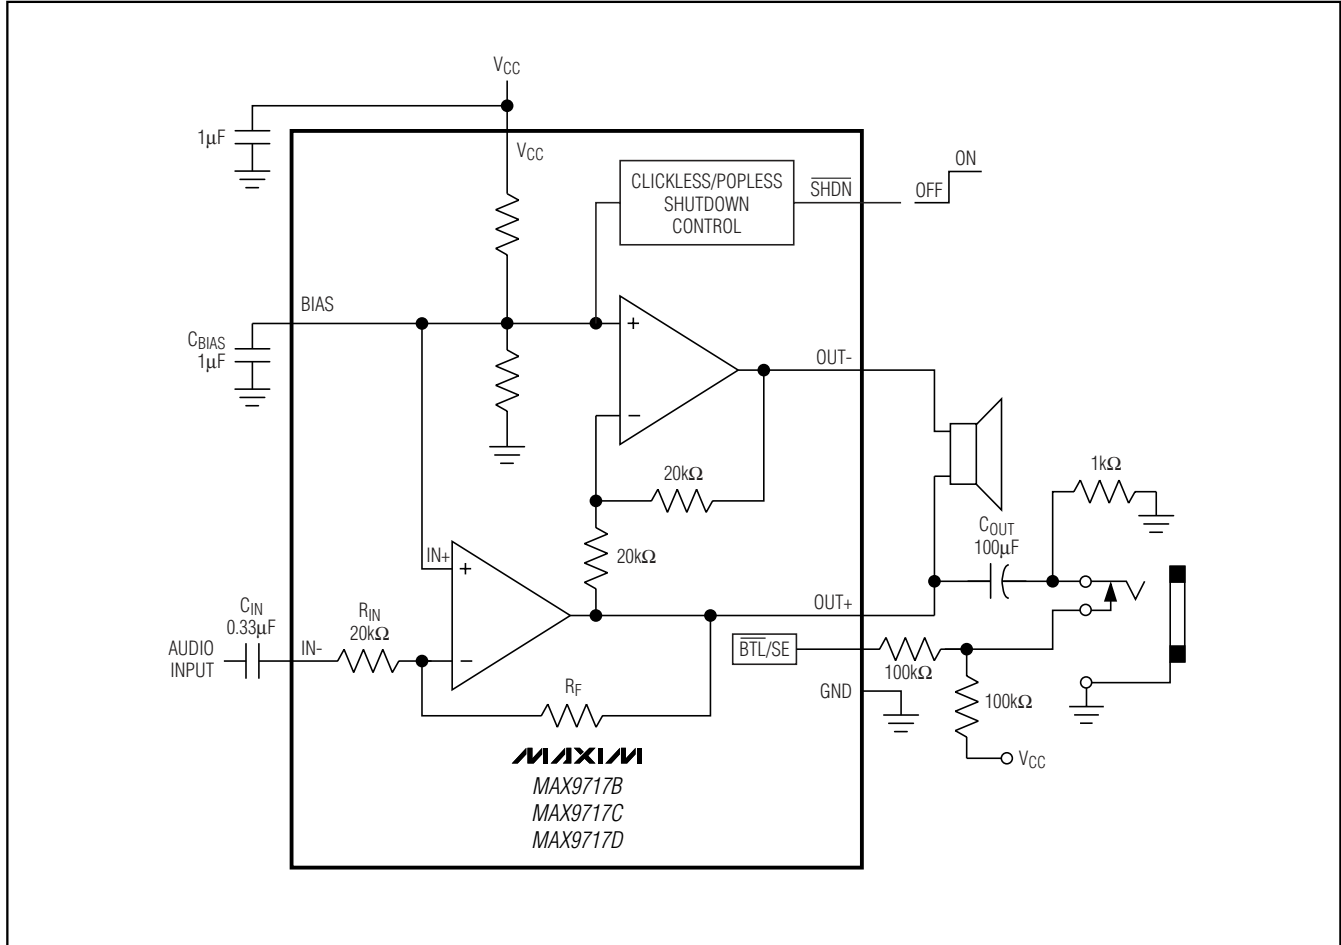 VCC
1µF
VCC
CLICKLESS/POPLESS
SHUTDOWN
CONTROL
SHDN
OFF
ON
BIAS
CBIAS
1µF
+
OUT-
−
20kΩ
1kΩ
COUT
100µF
20kΩ
IN+
+
OUT+
CIN
0.33µF
RIN
20kΩ
AUDIO
INPUT
IN-
−
BTL/SE
100kΩ
RF
GND
100kΩ
VCC
MAXIM
MAX9717B
MAX9717C
MAX9717D